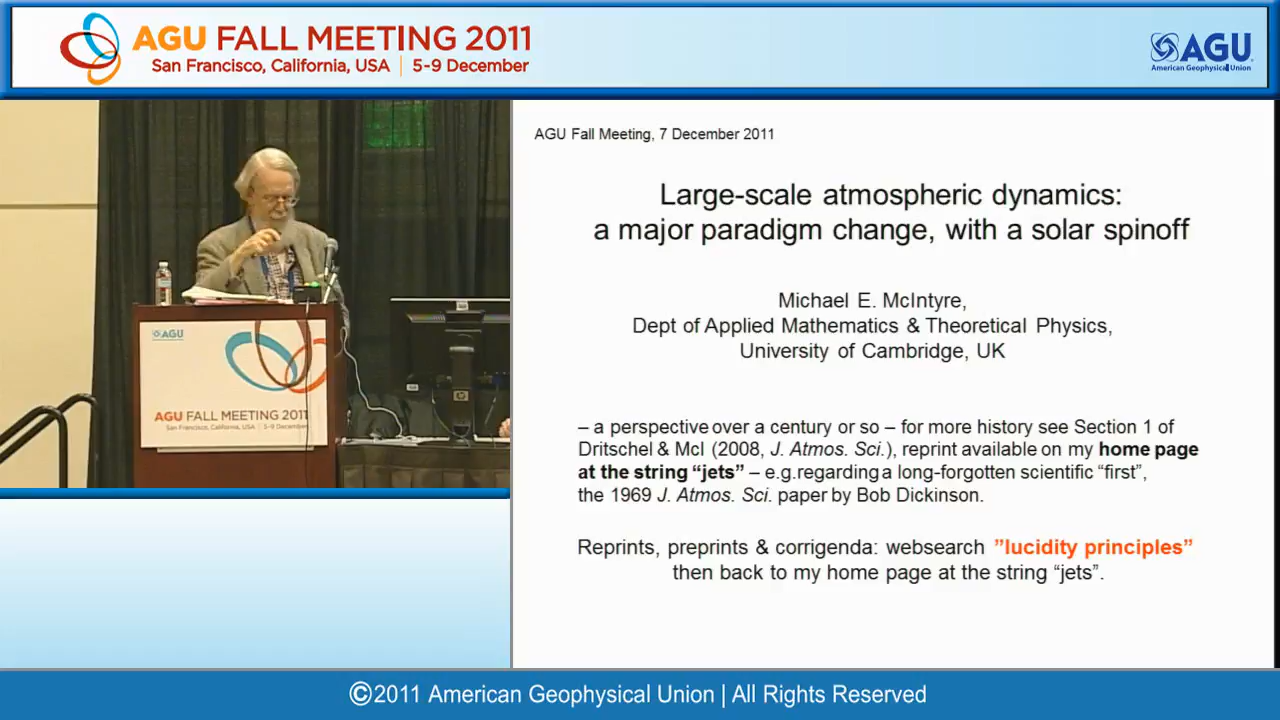 AGU FALL MEETING 2011
San Francisco, California, USA | 5-9 December
AGU
American Geophysical Union
AGU
AGU FALL MEETING 2011
San Francisco, California, USA | 5-9 December
AGU Fall Meeting, 7 December 2011
Large-scale atmospheric dynamics:
a major paradigm change, with a solar spinoff
Michael E. McIntyre,
Dept of Applied Mathematics & Theoretical Physics,
University of Cambridge, UK
– a perspective over a century or so – for more history see Section 1 of
Dritschel & McI (2008, J. Atmos. Sci.), reprint available on my home page
at the string “jets” – e.g.regarding a long-forgotten scientific “first”,
the 1969 J. Atmos. Sci. paper by Bob Dickinson.
Reprints, preprints & corrigenda: websearch ”lucidity principles”
then back to my home page at the string “jets”.
©2011 American Geophysical Union | All Rights Reserved